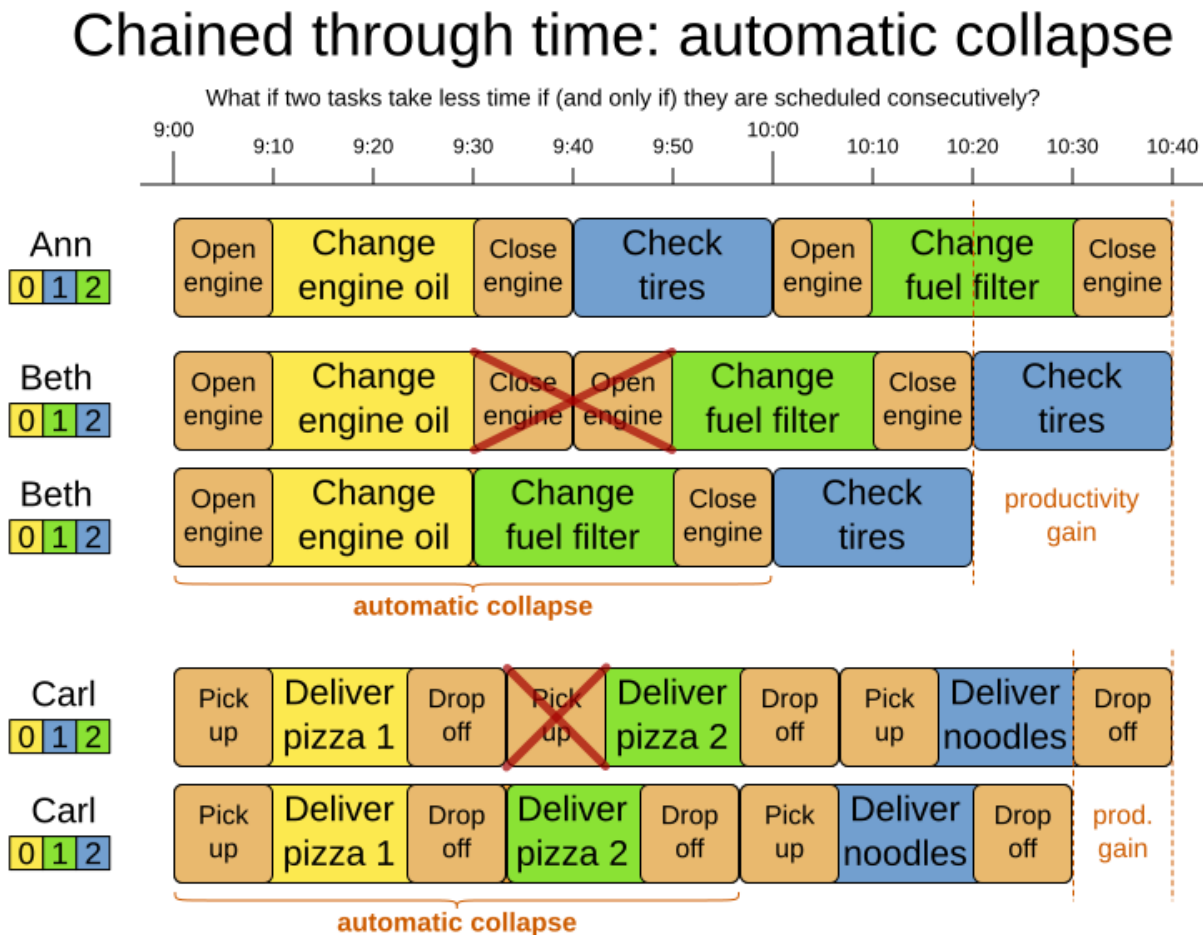 Chained through time: automatic collapse
What if two tasks take less time if (and only if) they are scheduled consecutively?
9:00
9:10
9:20
9:30
9:40
9:50
10:00
10:10
10:20
10:30
10:40
Ann
0 1 2
Open
engine
Change
engine oil
Close
engine
Check
tires
Open
engine
Change
fuel filter
Close
engine
Beth
0 1 2
Open
engine
Change
engine oil
Close
engine
Open
engine
Change
fuel filter
Close
engine
Check
tires
Beth
0 1 2
Open
engine
Change
engine oil
Change
fuel filter
Close
engine
Check
tires
productivity
gain
automatic collapse
Carl
0 1 2
Pick
up
Deliver
pizza 1
Drop
off
Pick
up
Deliver
pizza 2
Drop
off
Pick
up
Deliver
noodles
Drop
off
Carl
0 1 2
Pick
up
Deliver
pizza 1
Drop
off
Deliver
pizza 2
Drop
off
Pick
up
Deliver
noodles
Drop
off
prod.
gain
automatic collapse